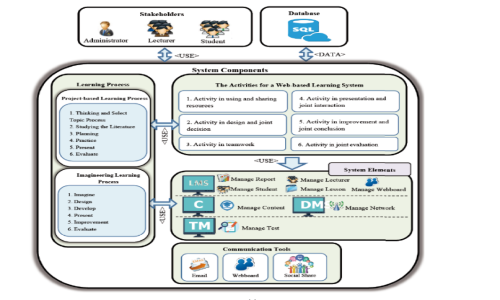 Stakeholders
Administrator
Lecturer
Student
Database
SQL
<USE>
<DATA>
System Components
Learning Process
Project-based Learning Process
1. Thinking and Select
Topic Process
2. Studying the Literature
3. Planning
4. Practice
5. Present
6. Evaluate
Imagineering Learning
Process
1. Imagine
2. Design
3. Develop
4. Present
5. Improvement
6. Evaluate
<USE>
<USE>
The Activities for a Web-based Learning System
1. Activity in using and sharing
resources
2. Activity in design and joint
decision
3. Activity in teamwork
4. Activity in presentation and
joint interaction
5. Activity in improvement and
joint conclusion
6. Activity in joint evaluation
<USE>
System Elements
LMS
Manage Report
Manage Lecturer
Manage Student
Manage Lesson
Manage Webboard
C
Manage Content
DM
Manage Network
TM
Manage Test
Communication Tools
Email
Webboard
Social Share